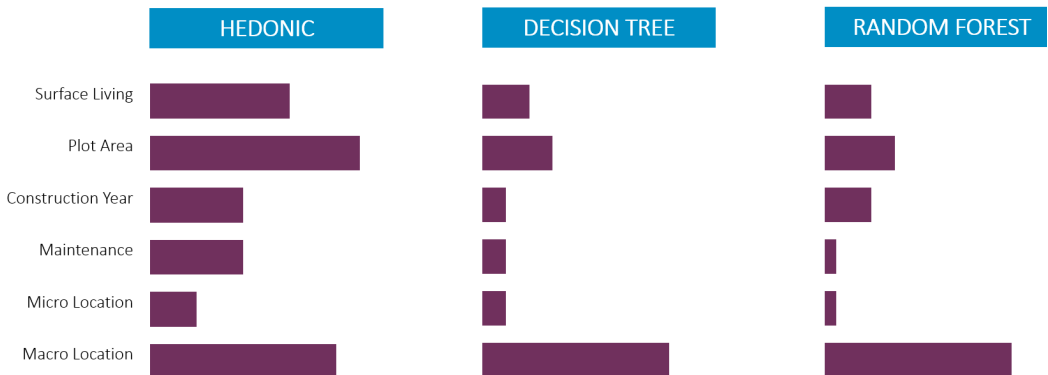 HEDONIC
DECISION TREE
RANDOM FOREST
Surface Living
Plot Area
Construction Year
Maintenance
Micro Location
Macro Location